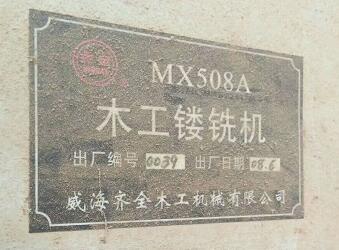 MX508A
木工镂铣机
出厂编号 0039 出厂日期 08.6
威海齐全木工机械有限公司